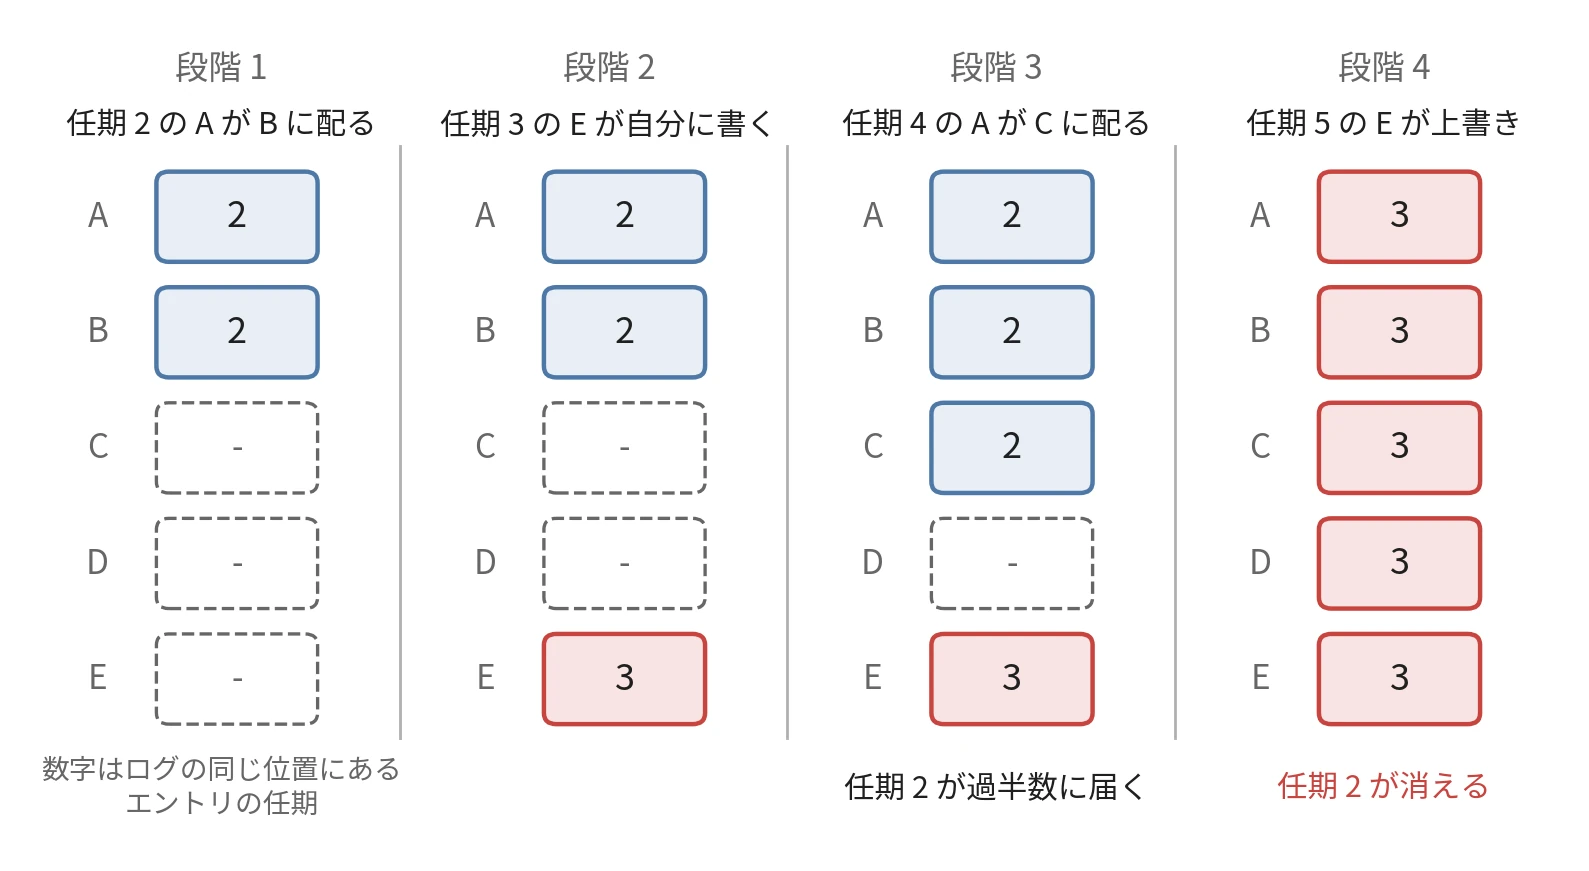 段階 1
任期 2 の A が B に配る
A 2
B 2
C -
D -
E -
数字はログの同じ位置にある
エントリの任期
段階 2
任期 3 の E が自分に書く
A 2
B 2
C -
D -
E 3
段階 3
任期 4 の A が C に配る
A 2
B 2
C 2
D -
E 3
任期 2 が過半数に届く
段階 4
任期 5 の E が上書き
A 3
B 3
C 3
D 3
E 3
任期 2 が消える